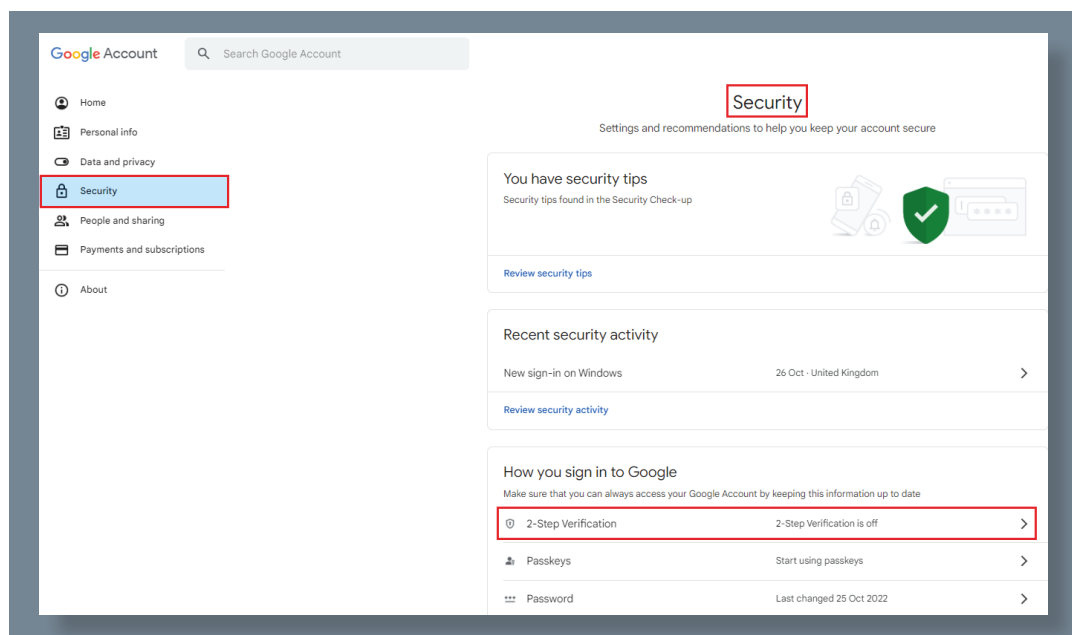 Google Account
Search Google Account
Home
Personal info
Data and privacy
Security
People and sharing
Payments and subscriptions
About
Security
Settings and recommendations to help you keep your account secure
You have security tips
Security tips found in the Security Check-up
Review security tips
Recent security activity
New sign-in on Windows 26 Oct · United Kingdom
Review security activity
How you sign in to Google
Make sure that you can always access your Google Account by keeping this information up to date
2-Step Verification 2-Step Verification is off
Passkeys Start using passkeys
Password Last changed 25 Oct 2022